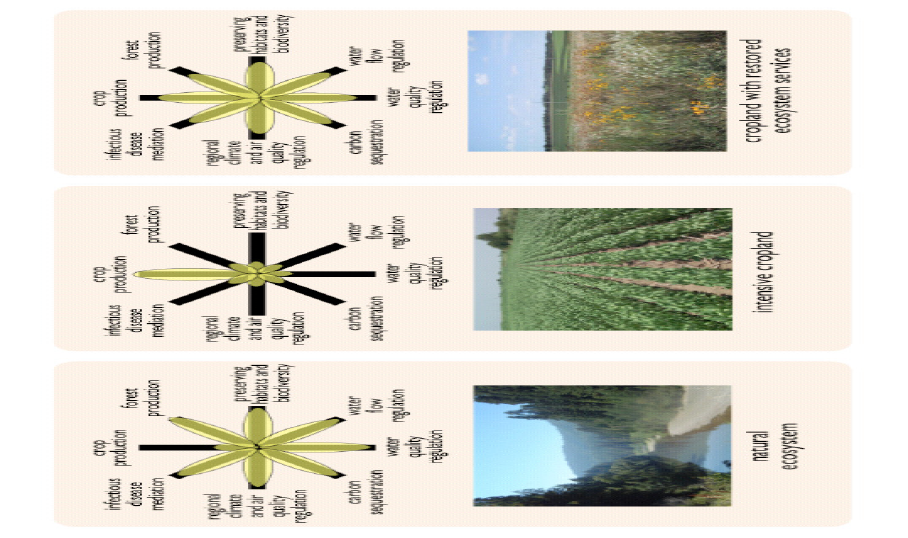 crop
production
infectious
disease
mediation
forest
production
regional
climate
and air
quality
regulation
preserving
habitats and
biodiversity
carbon
sequestration
water
flow
regulation
water
quality
regulation
natural
ecosystem
crop
production
infectious
disease
mediation
forest
production
regional
climate
and air
quality
regulation
preserving
habitats and
biodiversity
carbon
sequestration
water
flow
regulation
water
quality
regulation
intensive cropland
crop
production
infectious
disease
mediation
forest
production
regional
climate
and air
quality
regulation
preserving
habitats and
biodiversity
carbon
sequestration
water
flow
regulation
water
quality
regulation
cropland with restored
ecosystem services